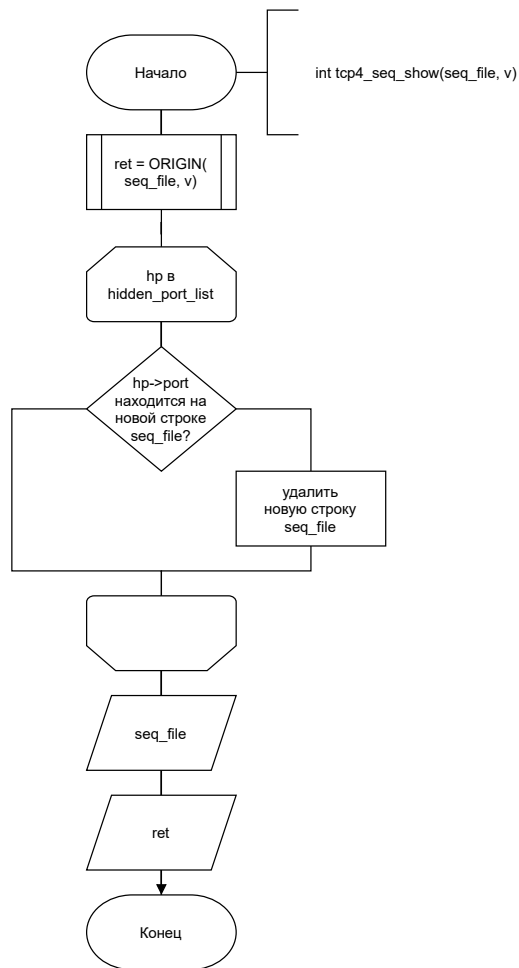 Начало
int tcp4_seq_show(seq_file, v)
ret = ORIGIN(
seq_file, v)
hp в
hidden_port_list
hp->port
находится на
новой строке
seq_file?
удалить
новую строку
seq_file
seq_file
ret
Конец